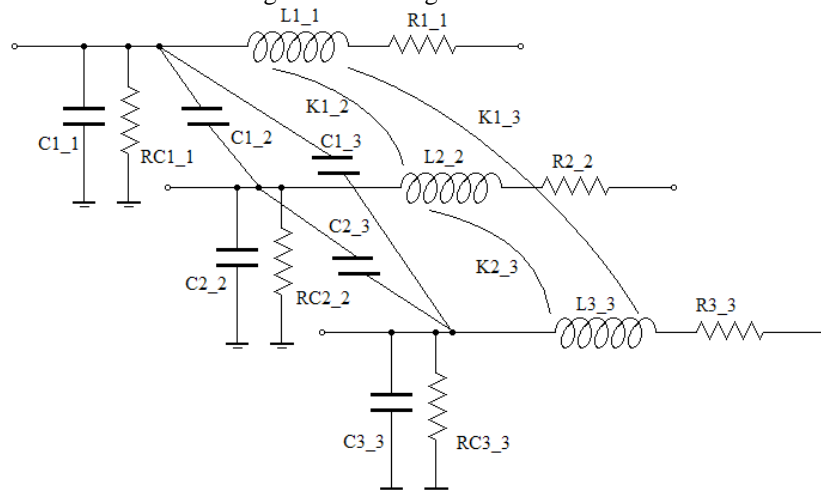 L1_1
R1_1
C1_1
RC1_1
C1_2
K1_2
C1_3
K1_3
L2_2
R2_2
C2_2
RC2_2
C2_3
K2_3
L3_3
R3_3
C3_3
RC3_3